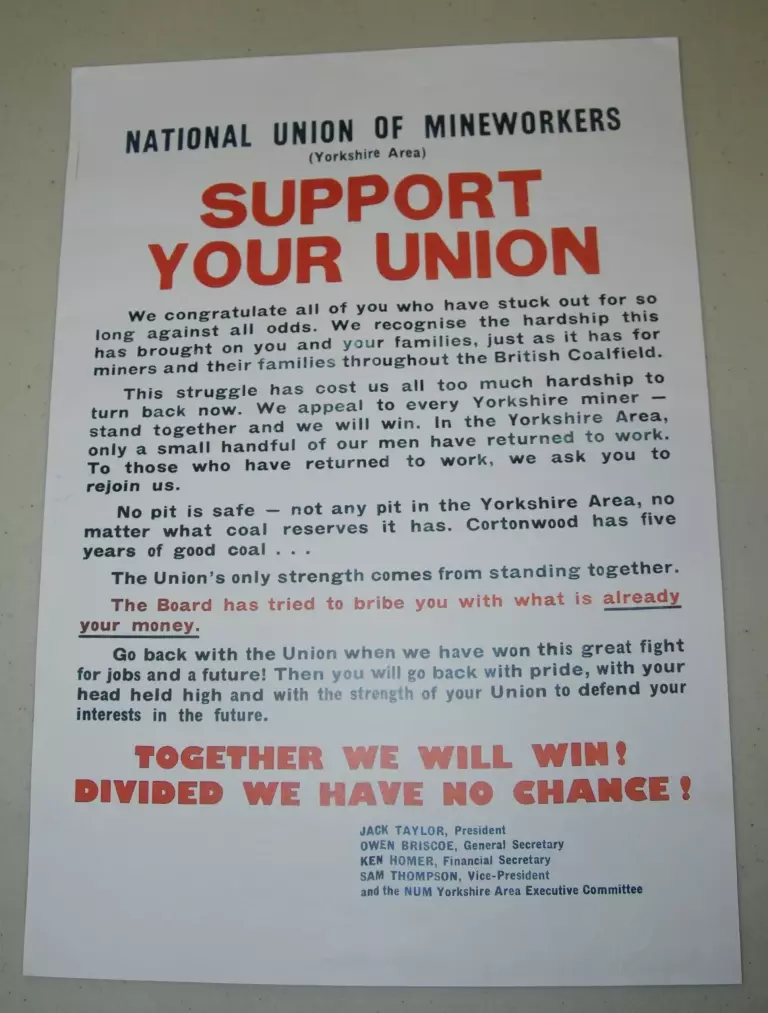 NATIONAL UNION OF MINEWORKERS
(Yorkshire Area)
SUPPORT
YOUR UNION
We congratulate all of you who have stuck out for so
long against all odds. We recognise the hardship this
has brought on you and your families, just as it has for
miners and their families throughout the British Coalfield.
This struggle has cost us all too much hardship to
turn back now. We appeal to every Yorkshire miner —
stand together and we will win. In the Yorkshire Area,
only a small handful of our men have returned to work.
To those who have returned to work, we ask you to
rejoin us.
No pit is safe — not any pit in the Yorkshire Area, no
matter what coal reserves it has. Cortonwood has five
years of good coal . . .
The Union's only strength comes from standing together.
The Board has tried to bribe you with what is already
your money.
Go back with the Union when we have won this great fight
for jobs and a future! Then you will go back with pride, with your
head held high and with the strength of your Union to defend your
interests in the future.
TOGETHER WE WILL WIN!
DIVIDED WE HAVE NO CHANCE!
JACK TAYLOR, President
OWEN BRISCOE, General Secretary
KEN HOMER, Financial Secretary
SAM THOMPSON, Vice-President
and the NUM Yorkshire Area Executive Committee